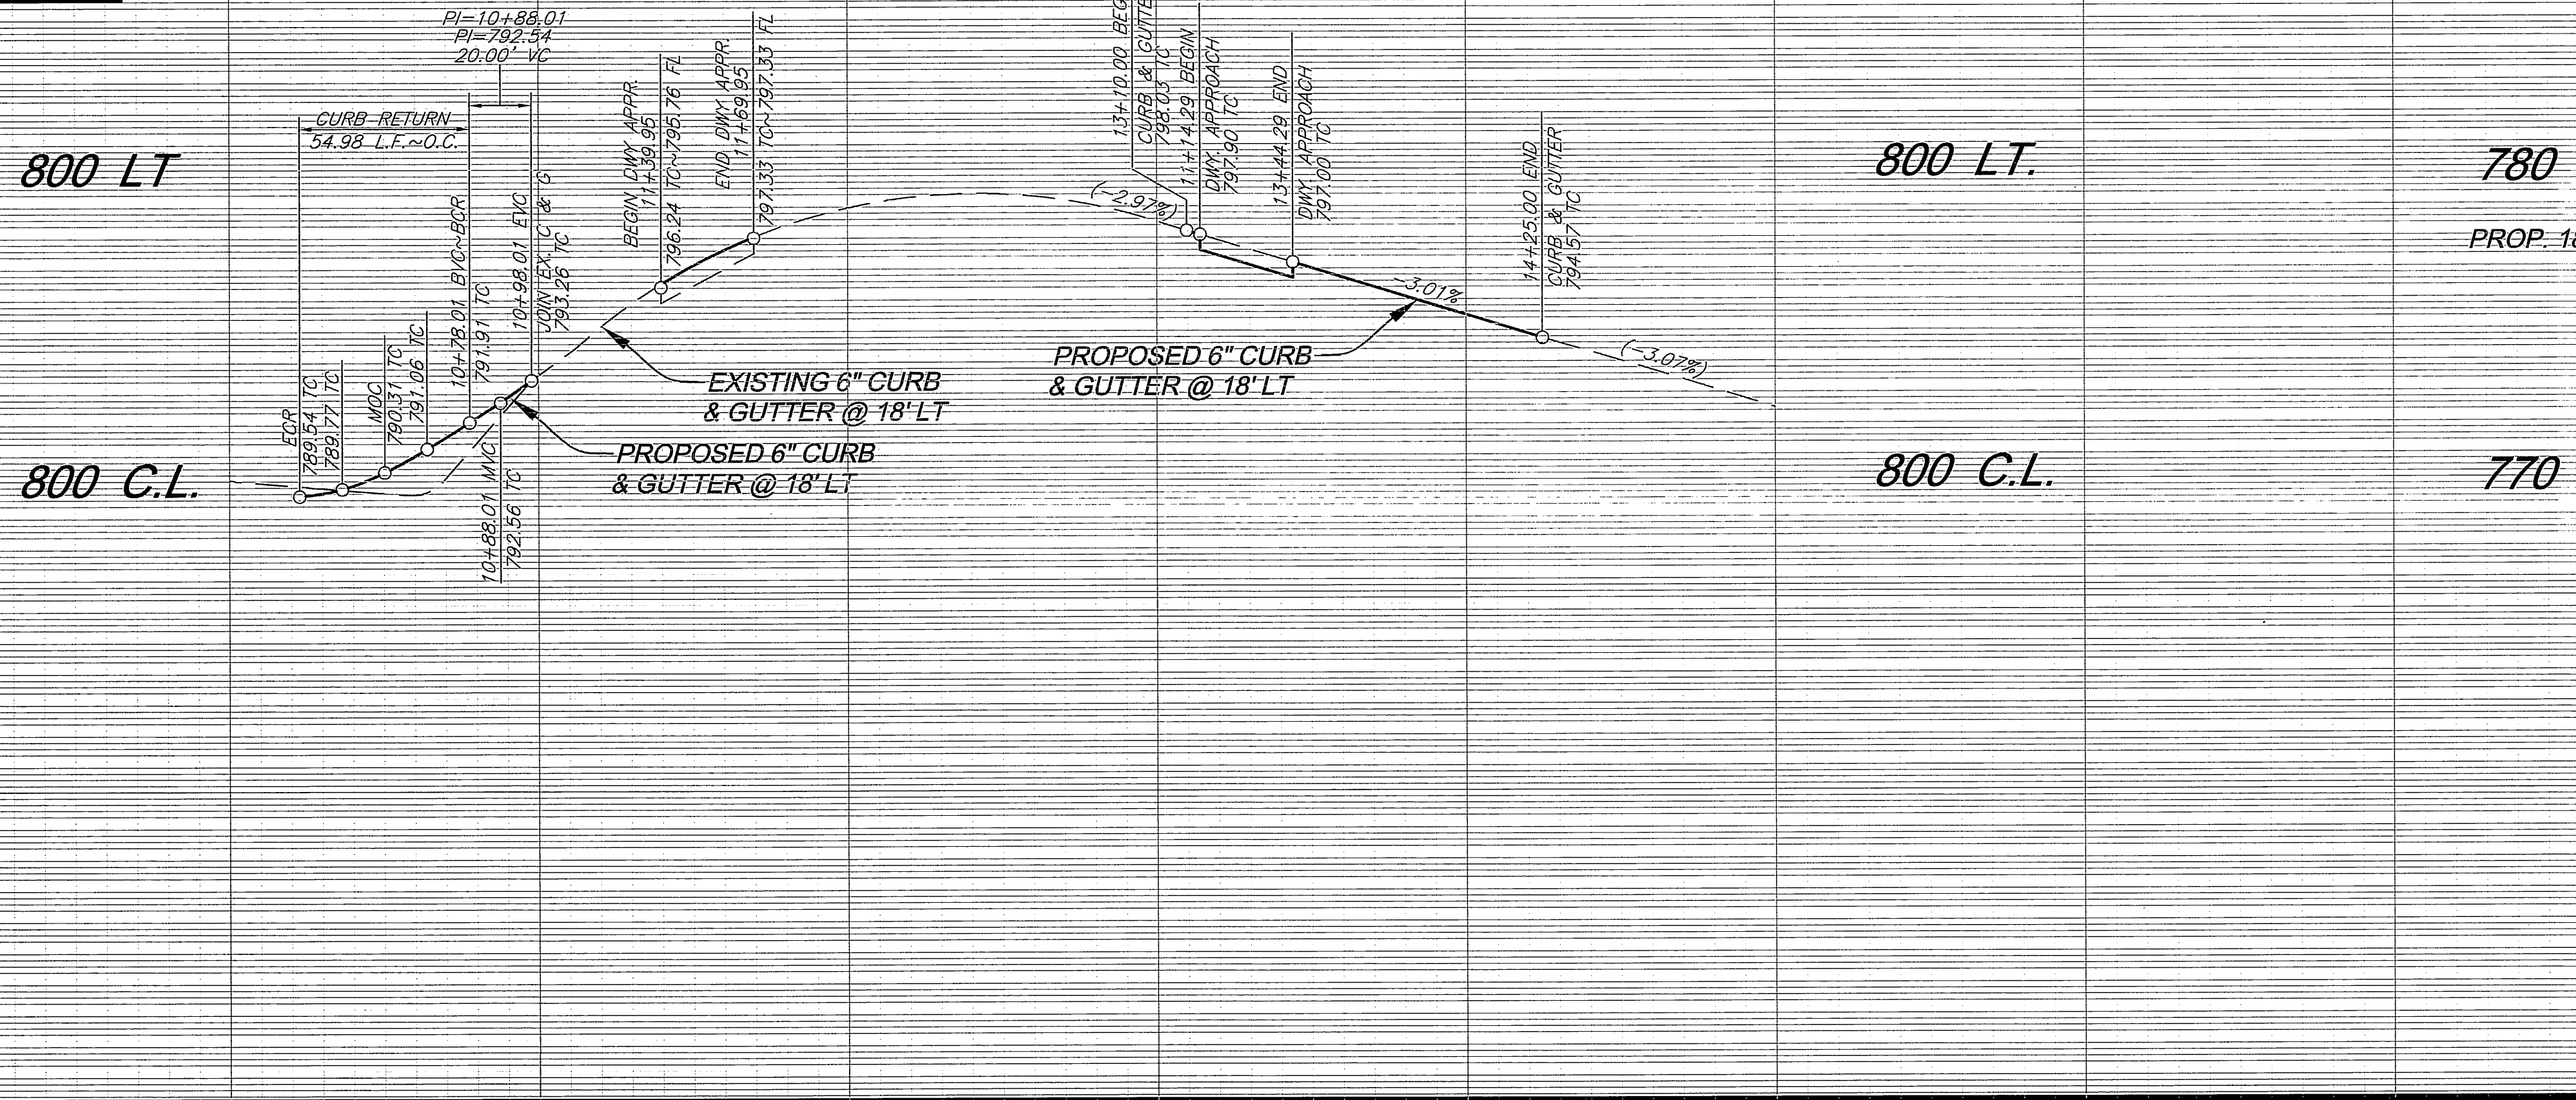 PI=10+88.01
PI=792.54
20.00' VC
CURB RETURN
54.98 L.F.~O.C.
800 LT
800 C.L.
ECR
789.54 TC
789.77 TC
MOC
790.31 TC
791.06 TC
10+78.01 BVC~BCR
791.91 TC
10+88.01 MVC
792.56 TC
10+98.01 EVC
JOIN EX. C & G
793.26 TC
BEGIN DWY APPR.
11+39.95
796.24 TC~795.76 FL
END DWY APPR.
11+69.95
797.33 TC~797.33 FL
EXISTING 6" CURB
& GUTTER @ 18' LT
PROPOSED 6" CURB
& GUTTER @ 18' LT
(-2.97%)
13+10.00 BEG
CURB & GUTTE
798.03 TC
11+14.29 BEGIN
DWY. APPROACH
797.90 TC
13+44.29 END
DWY. APPROACH
797.00 TC
-3.01%
PROPOSED 6" CURB
& GUTTER @ 18' LT
14+25.00 END
CURB & GUTTER
794.57 TC
(-3.07%)
800 LT.
800 C.L.
780
PROP. 18
770